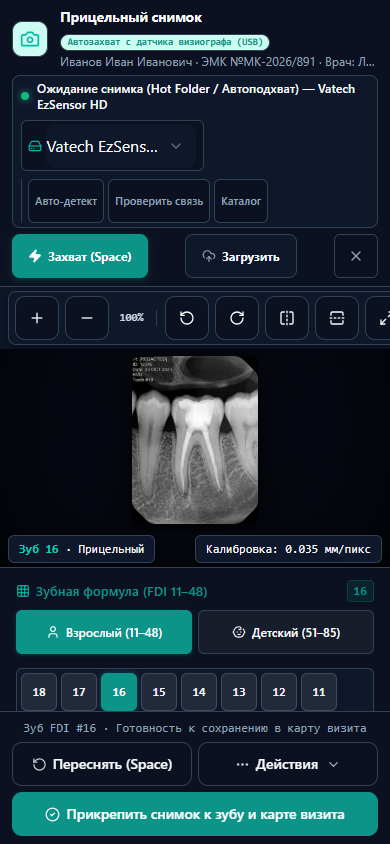 Прицельный снимок
Автозахват с датчика визиографа (USB)
Иванов Иван Иванович · ЭМК №МК-2026/891 · Врач: Л...
Ожидание снимка (Hot Folder / Автоподхват) — Vatech
EzSensor HD
Vatech EzSens...
Авто-детект
Проверить связь
Каталог
Захват (Space)
Загрузить
100%
Зуб 16 · Прицельный
Калибровка: 0.035 мм/пикс
Зубная формула (FDI 11–48)
16
Взрослый (11–48)
Детский (51–85)
18 17 16 15 14 13 12 11
Зуб FDI #16 · Готовность к сохранению в карту визита
Переснять (Space)
Действия
Прикрепить снимок к зубу и карте визита